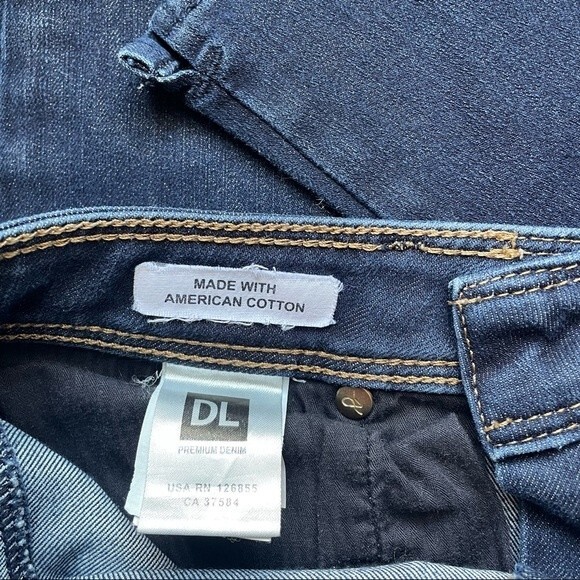 MADE WITH
AMERICAN COTTON
DL
PREMIUM DENIM
USA RN 126855
CA 37584